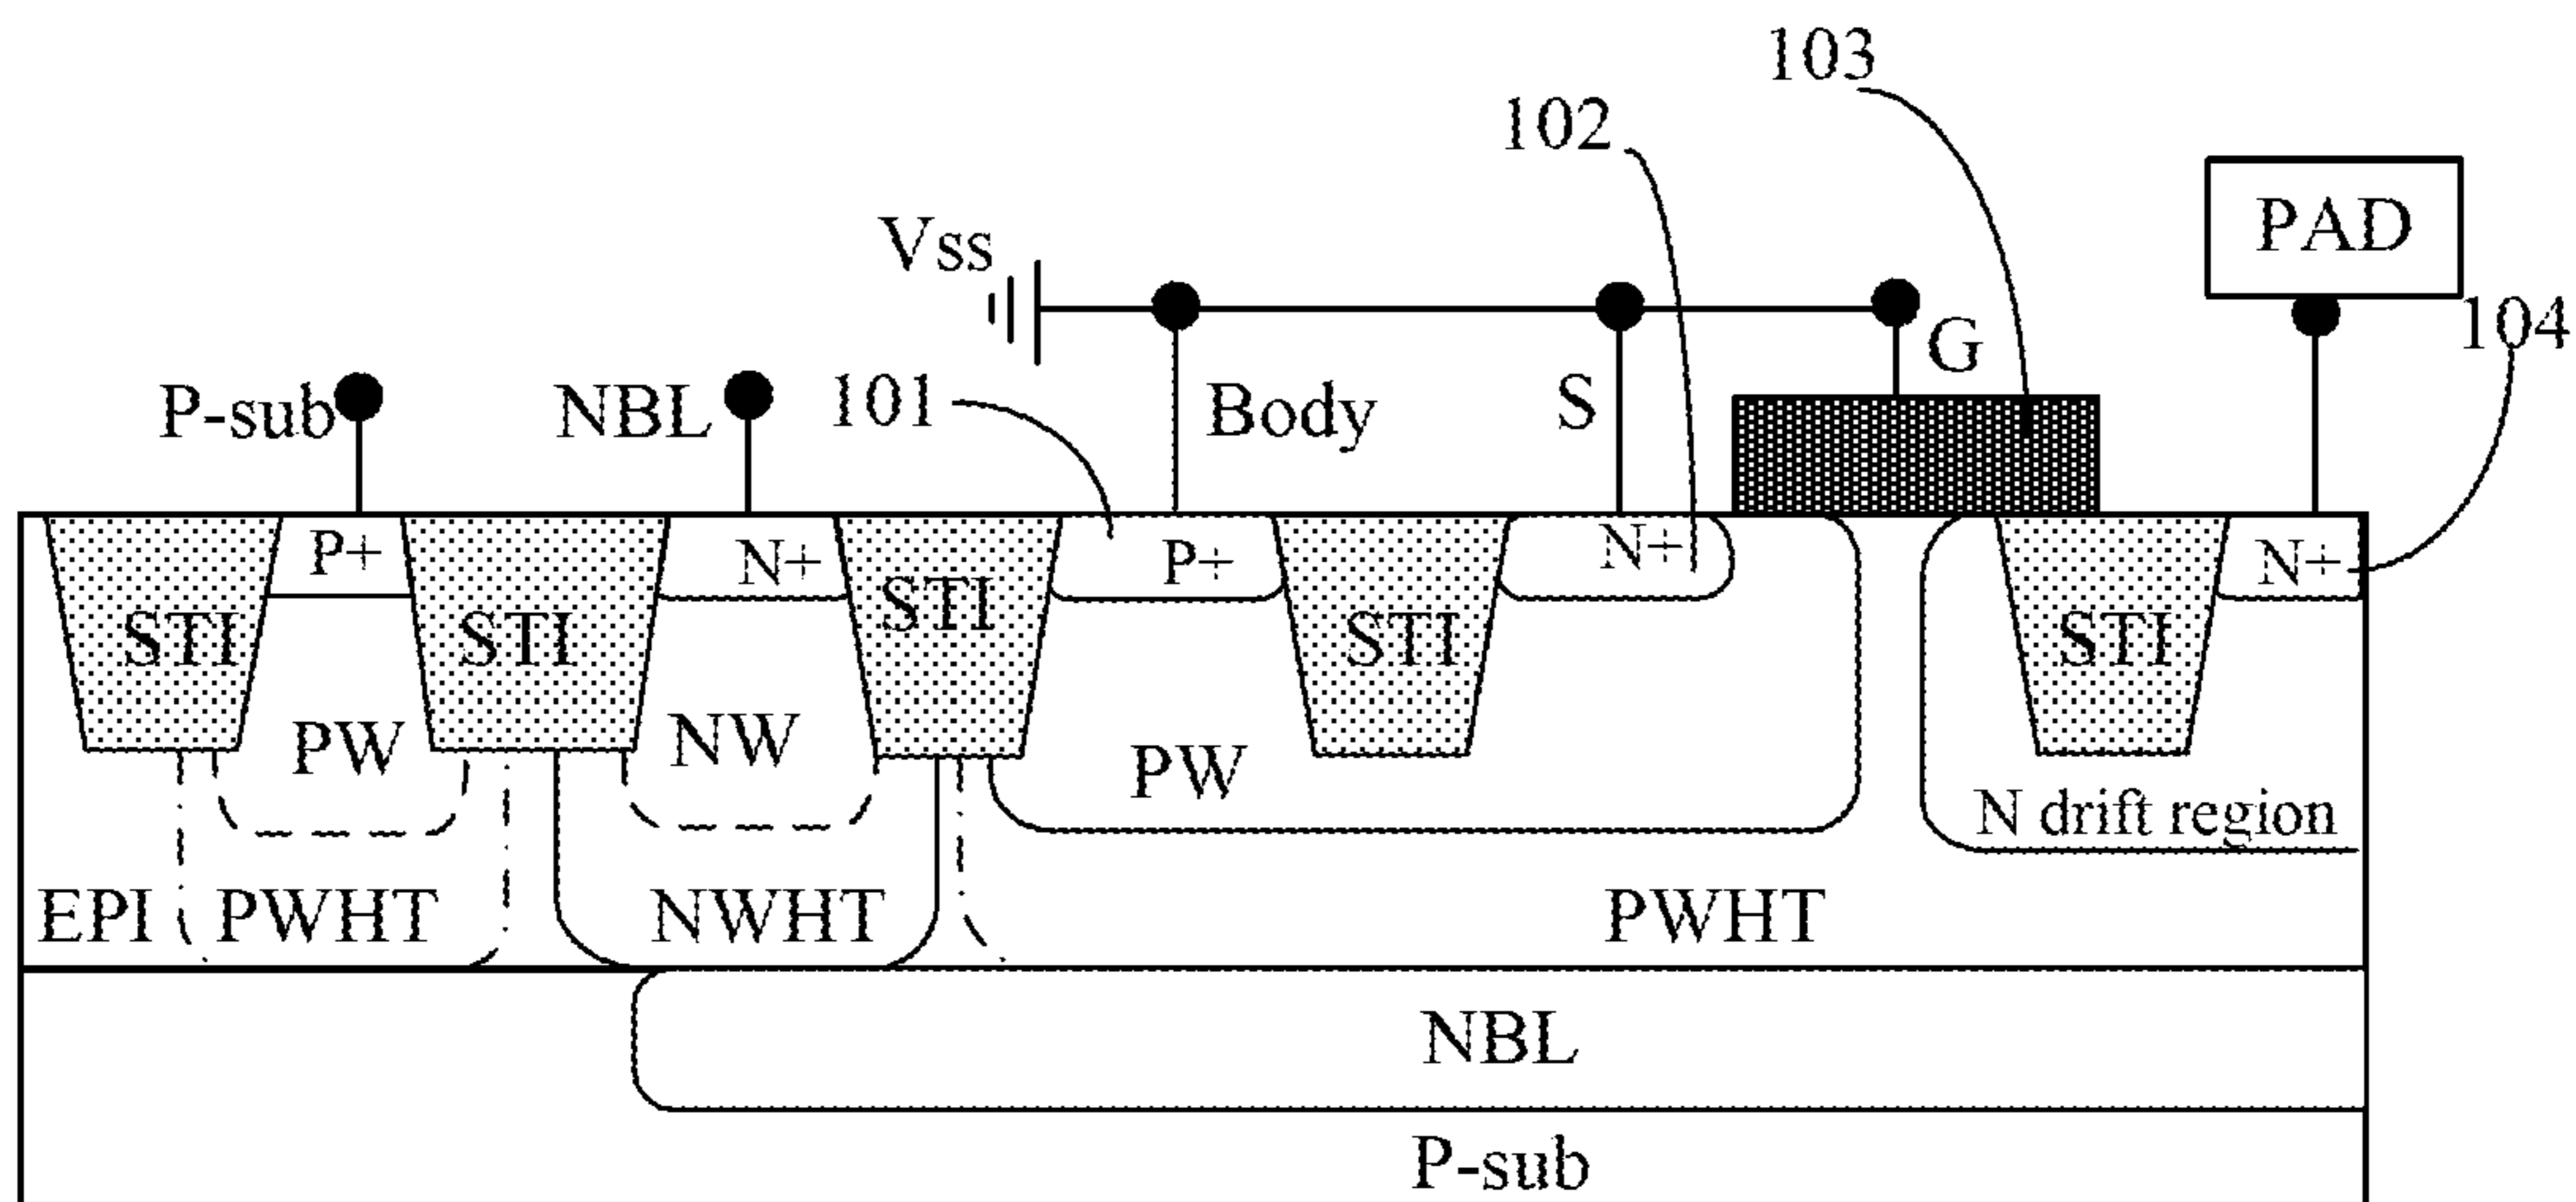 103
102
PAD
Vss
104
G
P-sub
NBL
101
Body
S
P+
N+
P+
N+
N+
STI
STI
STI
STI
STI
PW
NW
PW
N drift region
EPI
PWHT
NWHT
PWHT
NBL
P-sub